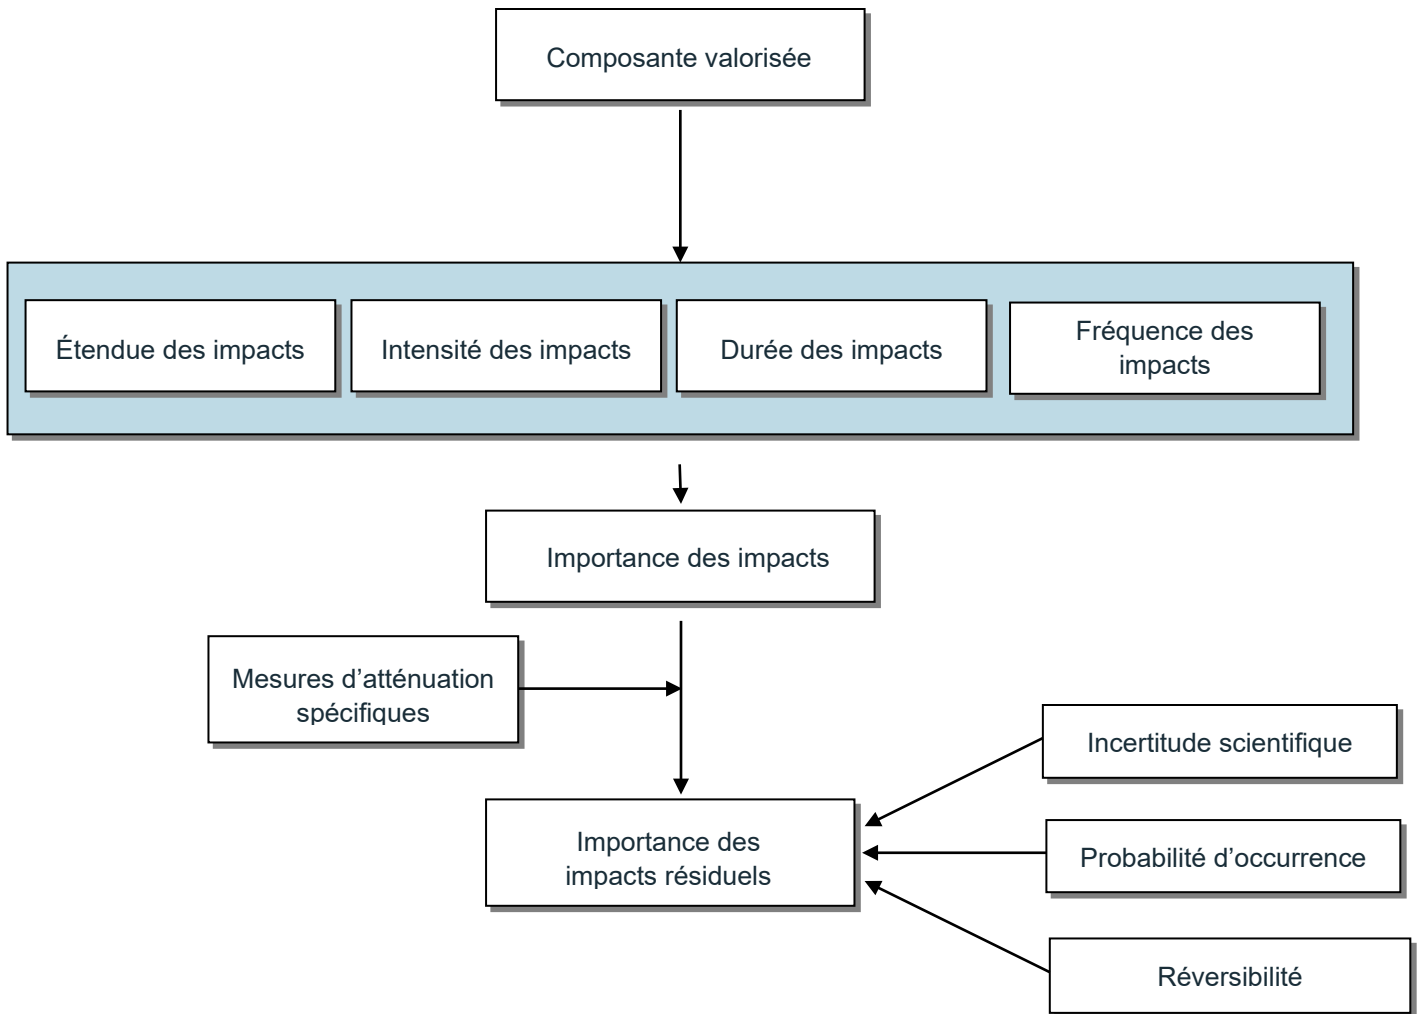 Composante valorisée
Étendue des impacts
Intensité des impacts
Durée des impacts
Fréquence des
impacts
Importance des impacts
Mesures d’atténuation
spécifiques
Incertitude scientifique
Importance des
impacts résiduels
Probabilité d’occurrence
Réversibilité